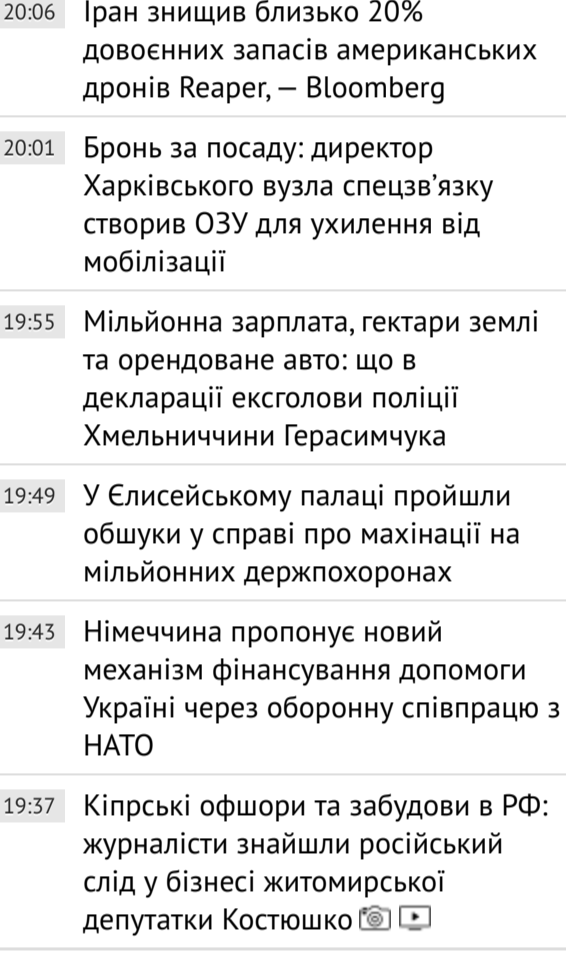 20:06 Іран знищив близько 20%
довоєнних запасів американських
дронів Reaper, — Bloomberg
20:01 Бронь за посаду: директор
Харківського вузла спецзв’язку
створив ОЗУ для ухилення від
мобілізації
19:55 Мільйонна зарплата, гектари землі
та орендоване авто: що в
декларації ексголови поліції
Хмельниччини Герасимчука
19:49 У Єлисейському палаці пройшли
обшуки у справі про махінації на
мільйонних держпохоронах
19:43 Німеччина пропонує новий
механізм фінансування допомоги
Україні через оборонну співпрацю з
НАТО
19:37 Кіпрські офшори та забудови в РФ:
журналісти знайшли російський
слід у бізнесі житомирської
депутатки Костюшко